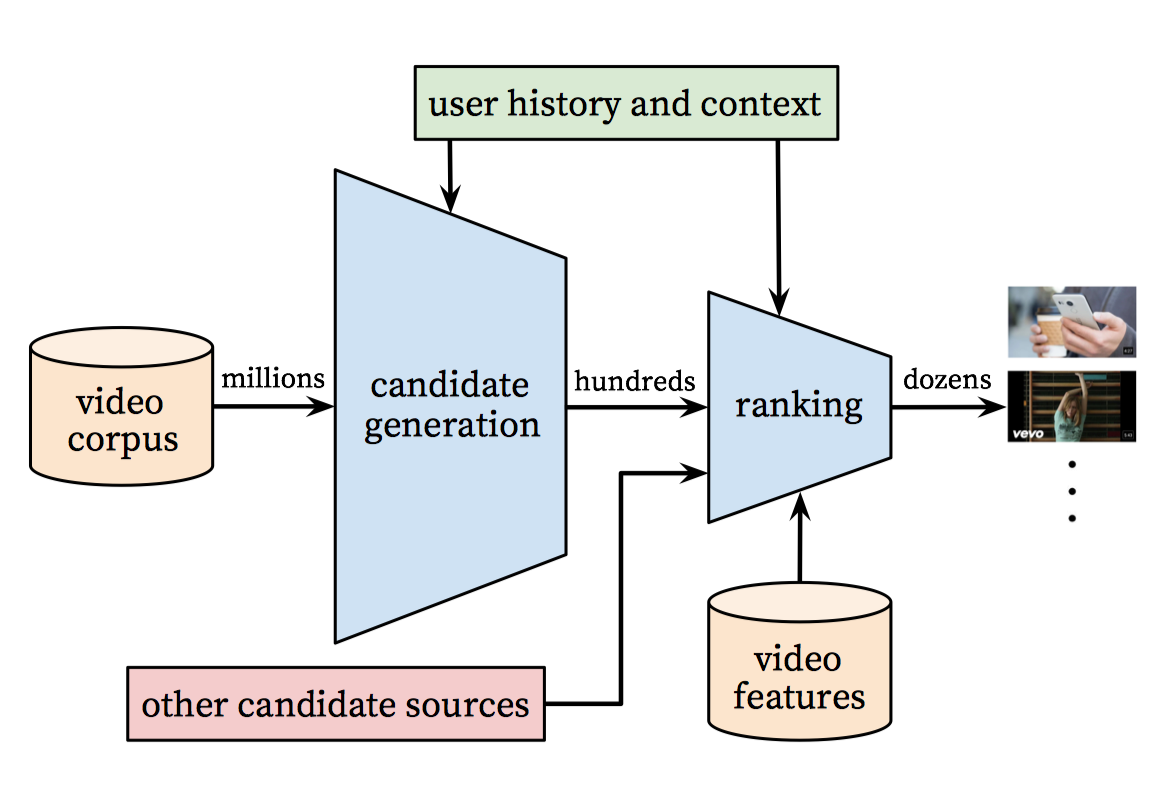 user history and context
video
corpus
millions
candidate
generation
hundreds
ranking
dozens
vevo
other candidate sources
video
features